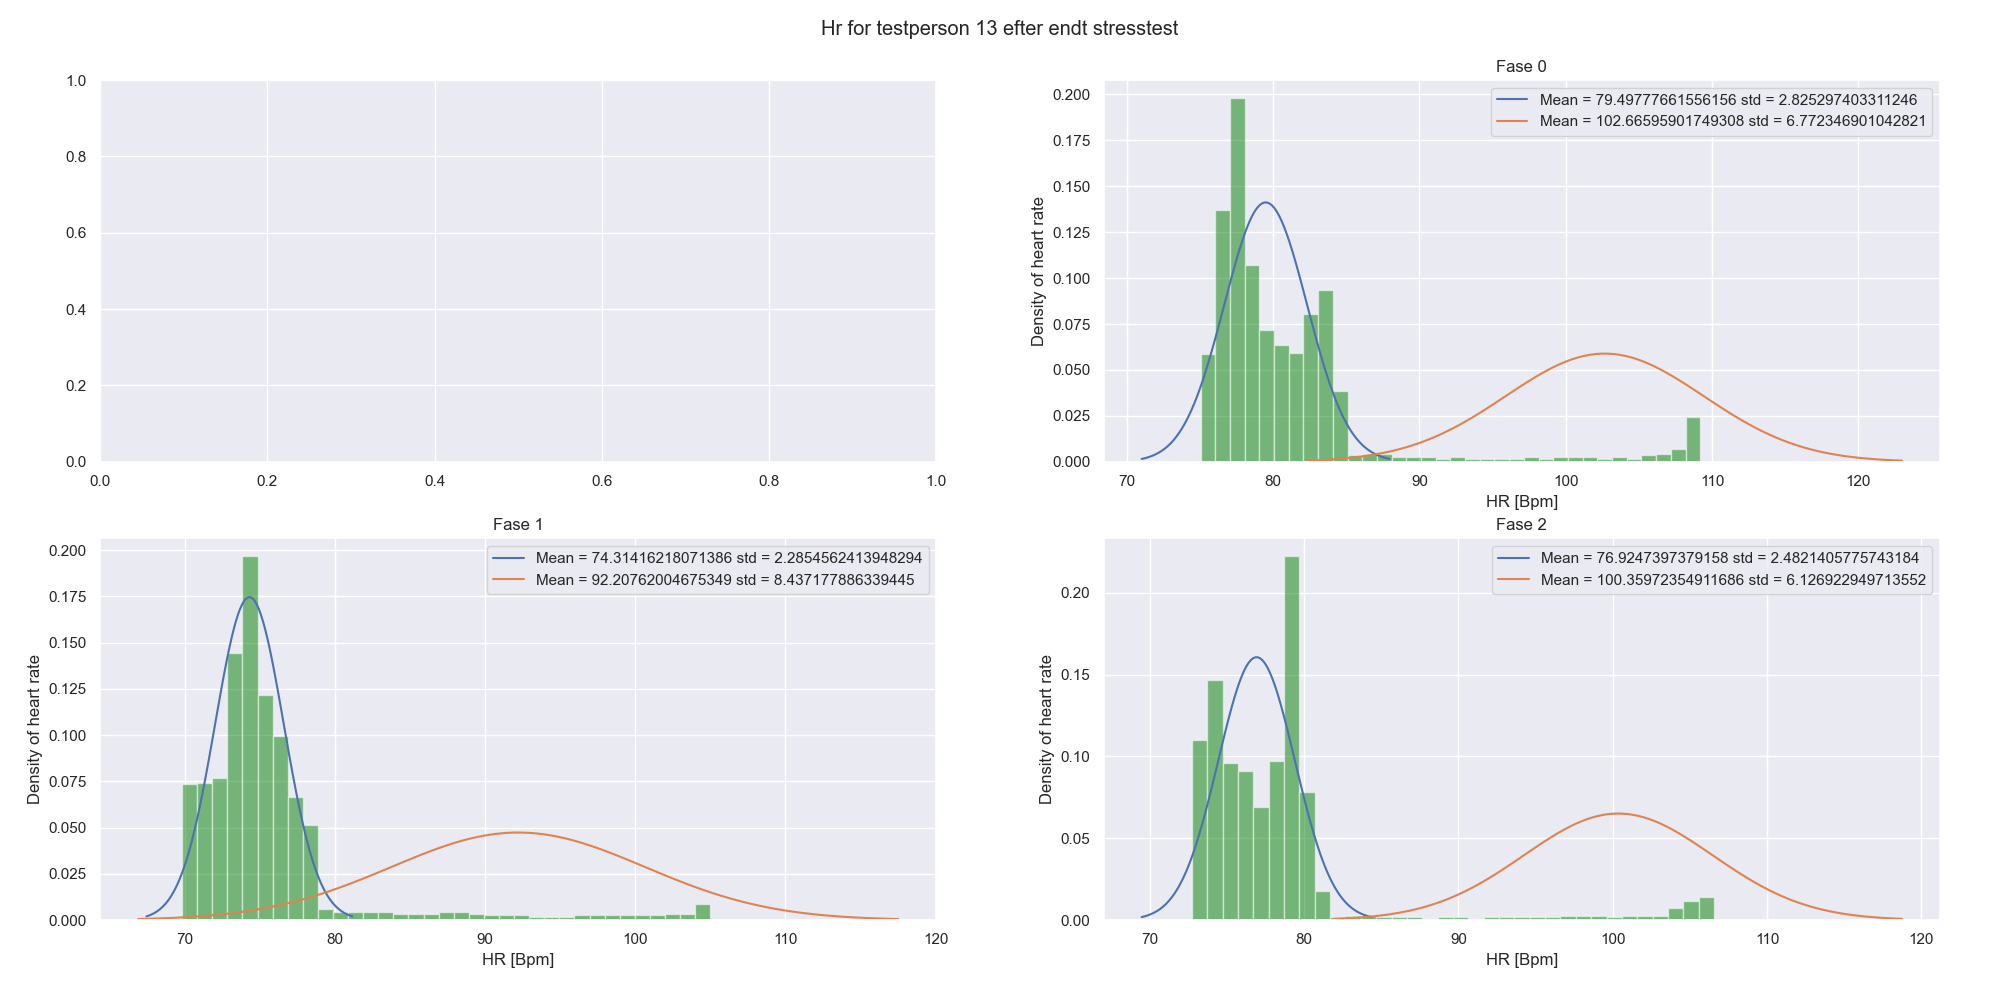 Hr for testperson 13 efter endt stresstest
1.0
0.8
0.6
0.4
0.2
0.0
0.0 0.2 0.4 0.6 0.8 1.0
Fase 0
Mean = 79.49777661556156 std = 2.825297403311246
Mean = 102.66595901749308 std = 6.772346901042821
Density of heart rate
0.200
0.175
0.150
0.125
0.100
0.075
0.050
0.025
0.000
70 80 90 100 110 120
HR [Bpm]
Fase 1
Mean = 74.31416218071386 std = 2.2854562413948294
Mean = 92.20762004675349 std = 8.437177886339445
Density of heart rate
0.200
0.175
0.150
0.125
0.100
0.075
0.050
0.025
0.000
70 80 90 100 110 120
HR [Bpm]
Fase 2
Mean = 76.9247397379158 std = 2.4821405775743184
Mean = 100.35972354911686 std = 6.126922949713552
Density of heart rate
0.20
0.15
0.10
0.05
0.00
70 80 90 100 110 120
HR [Bpm]